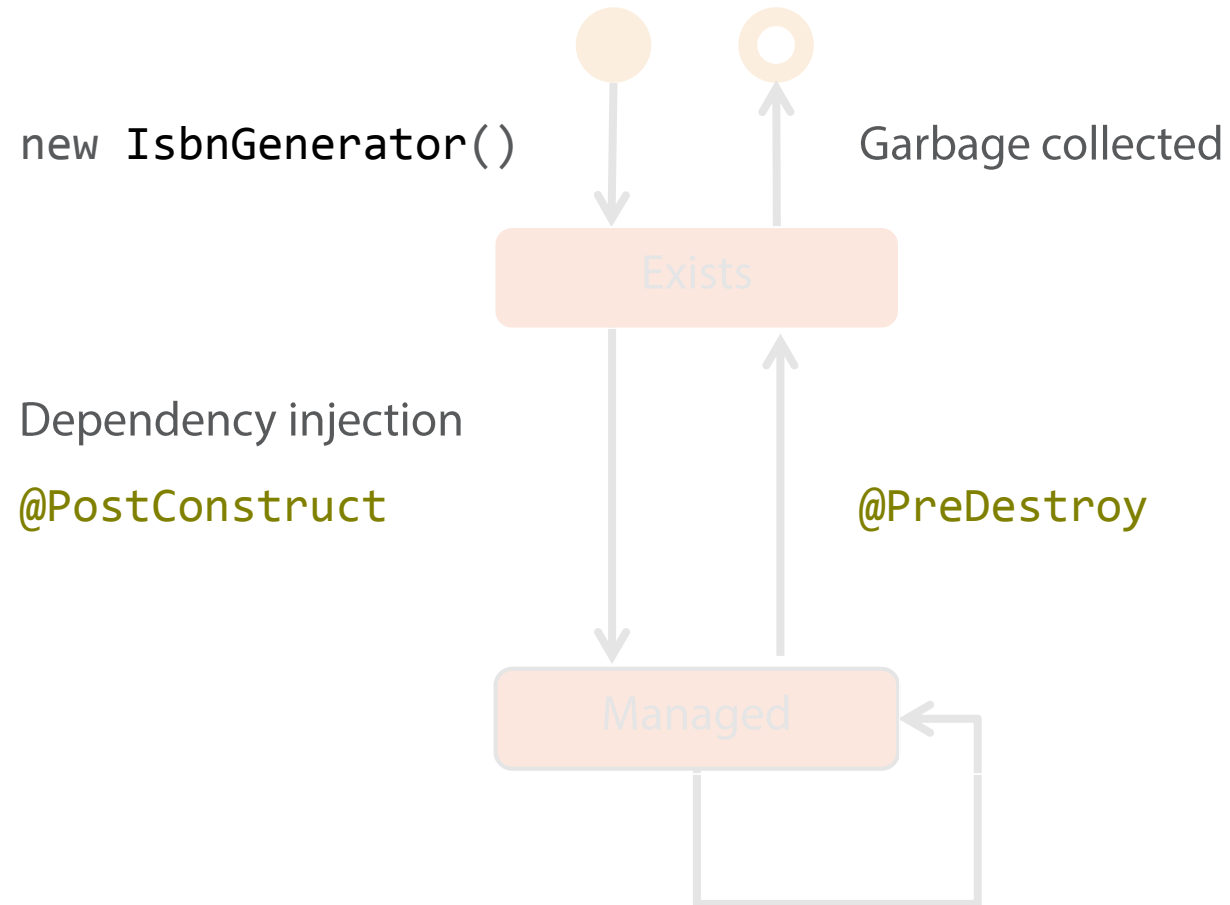 new IsbnGenerator()
Garbage collected
Exists
Dependency injection
@PostConstruct
@PreDestroy
Managed